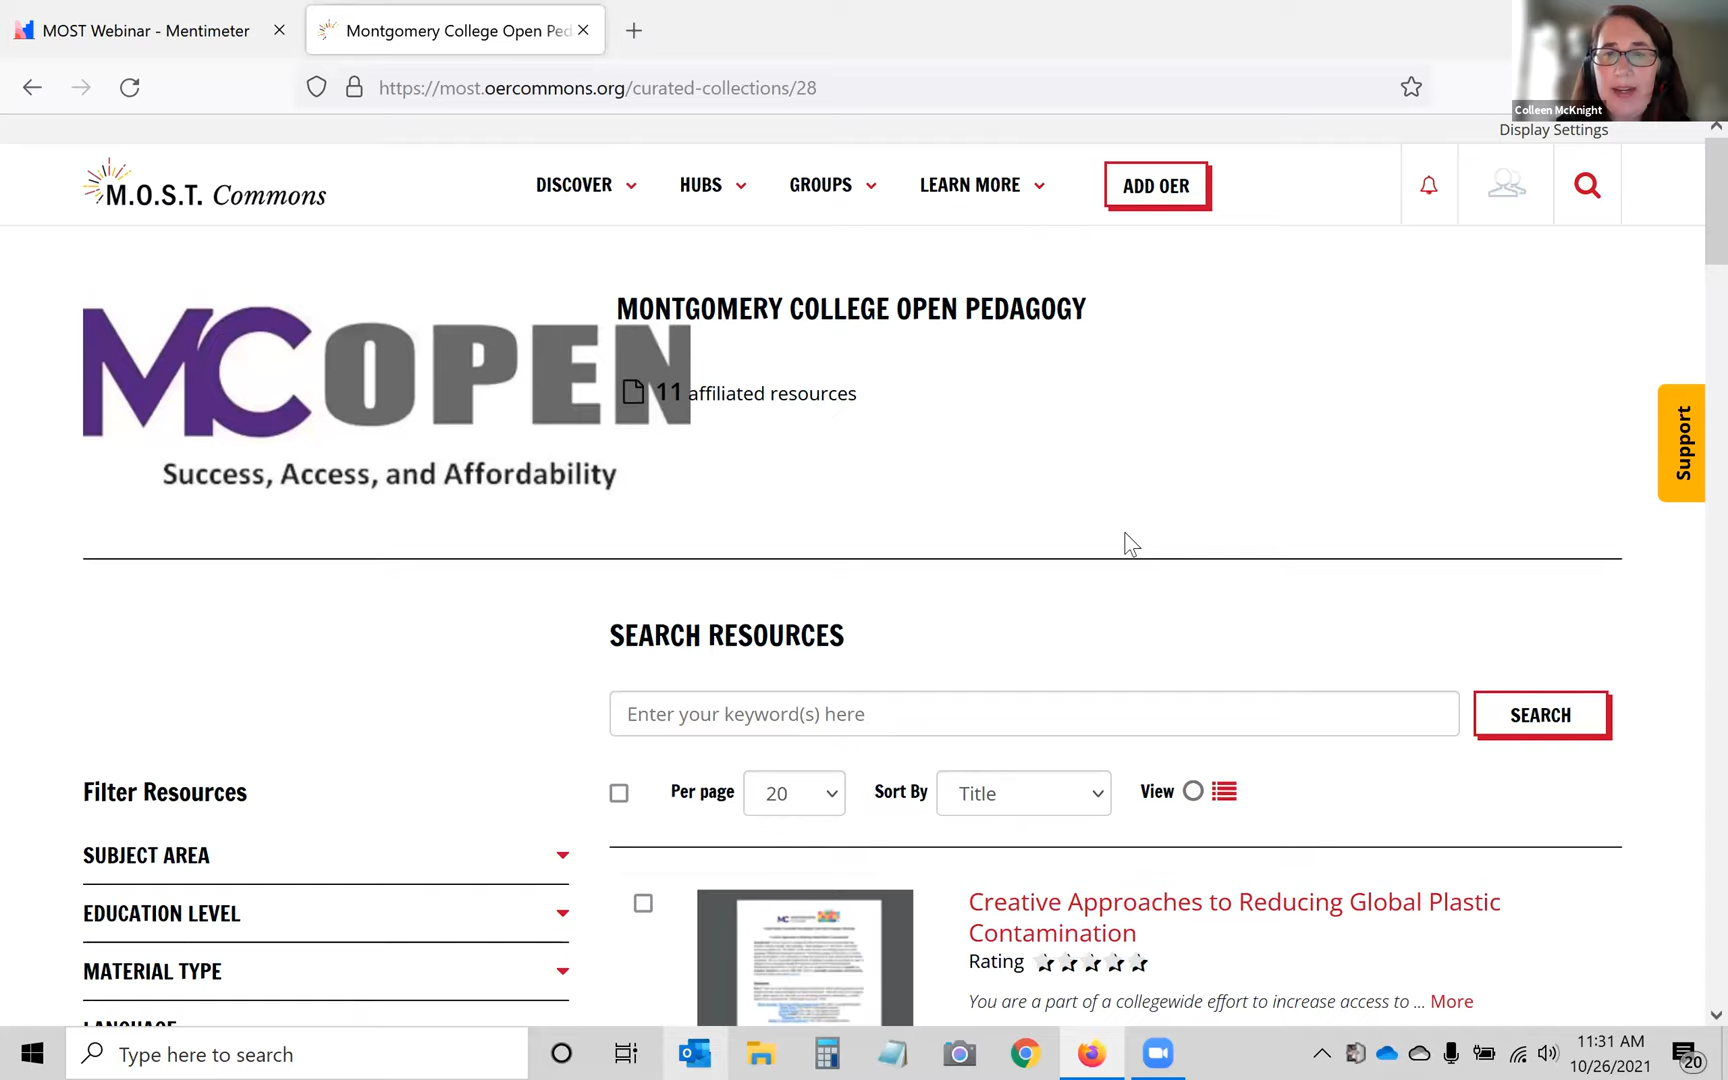 MOST Webinar - Mentimeter
Montgomery College Open Ped
https://most.oercommons.org/curated-collections/28
Colleen McKnight
Display Settings
M.O.S.T. Commons
DISCOVER
HUBS
GROUPS
LEARN MORE
ADD OER
MONTGOMERY COLLEGE OPEN PEDAGOGY
MC OPEN
11 affiliated resources
Success, Access, and Affordability
Support
SEARCH RESOURCES
Enter your keyword(s) here
SEARCH
Per page 20 Sort By Title View
Filter Resources
SUBJECT AREA
EDUCATION LEVEL
MATERIAL TYPE
LANGUAGE
Creative Approaches to Reducing Global Plastic
Contamination
Rating
You are a part of a collegewide effort to increase access to ... More
Type here to search
11:31 AM
10/26/2021
20